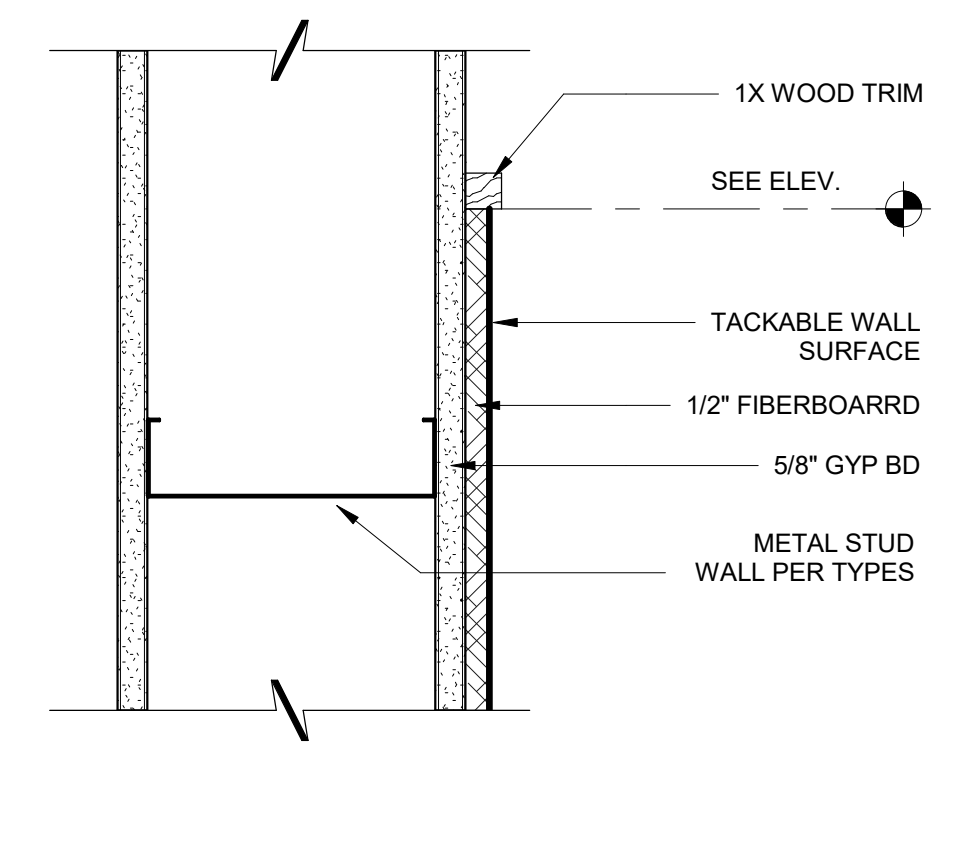 1X WOOD TRIM
SEE ELEV.
TACKABLE WALL
SURFACE
1/2" FIBERBOARRD
5/8" GYP BD
METAL STUD
WALL PER TYPES